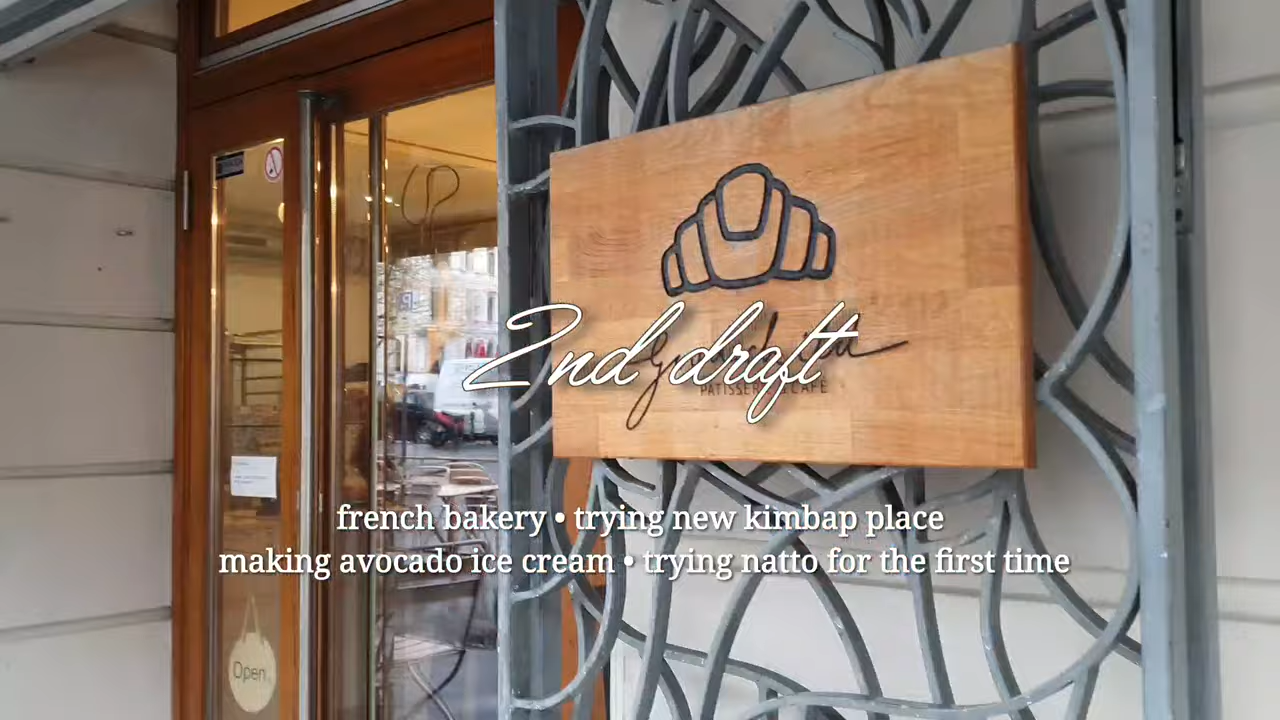 2nd draft
PATISSERIE CAFE
french bakery • trying new kimbap place
making avocado ice cream • trying natto for the first time
Open